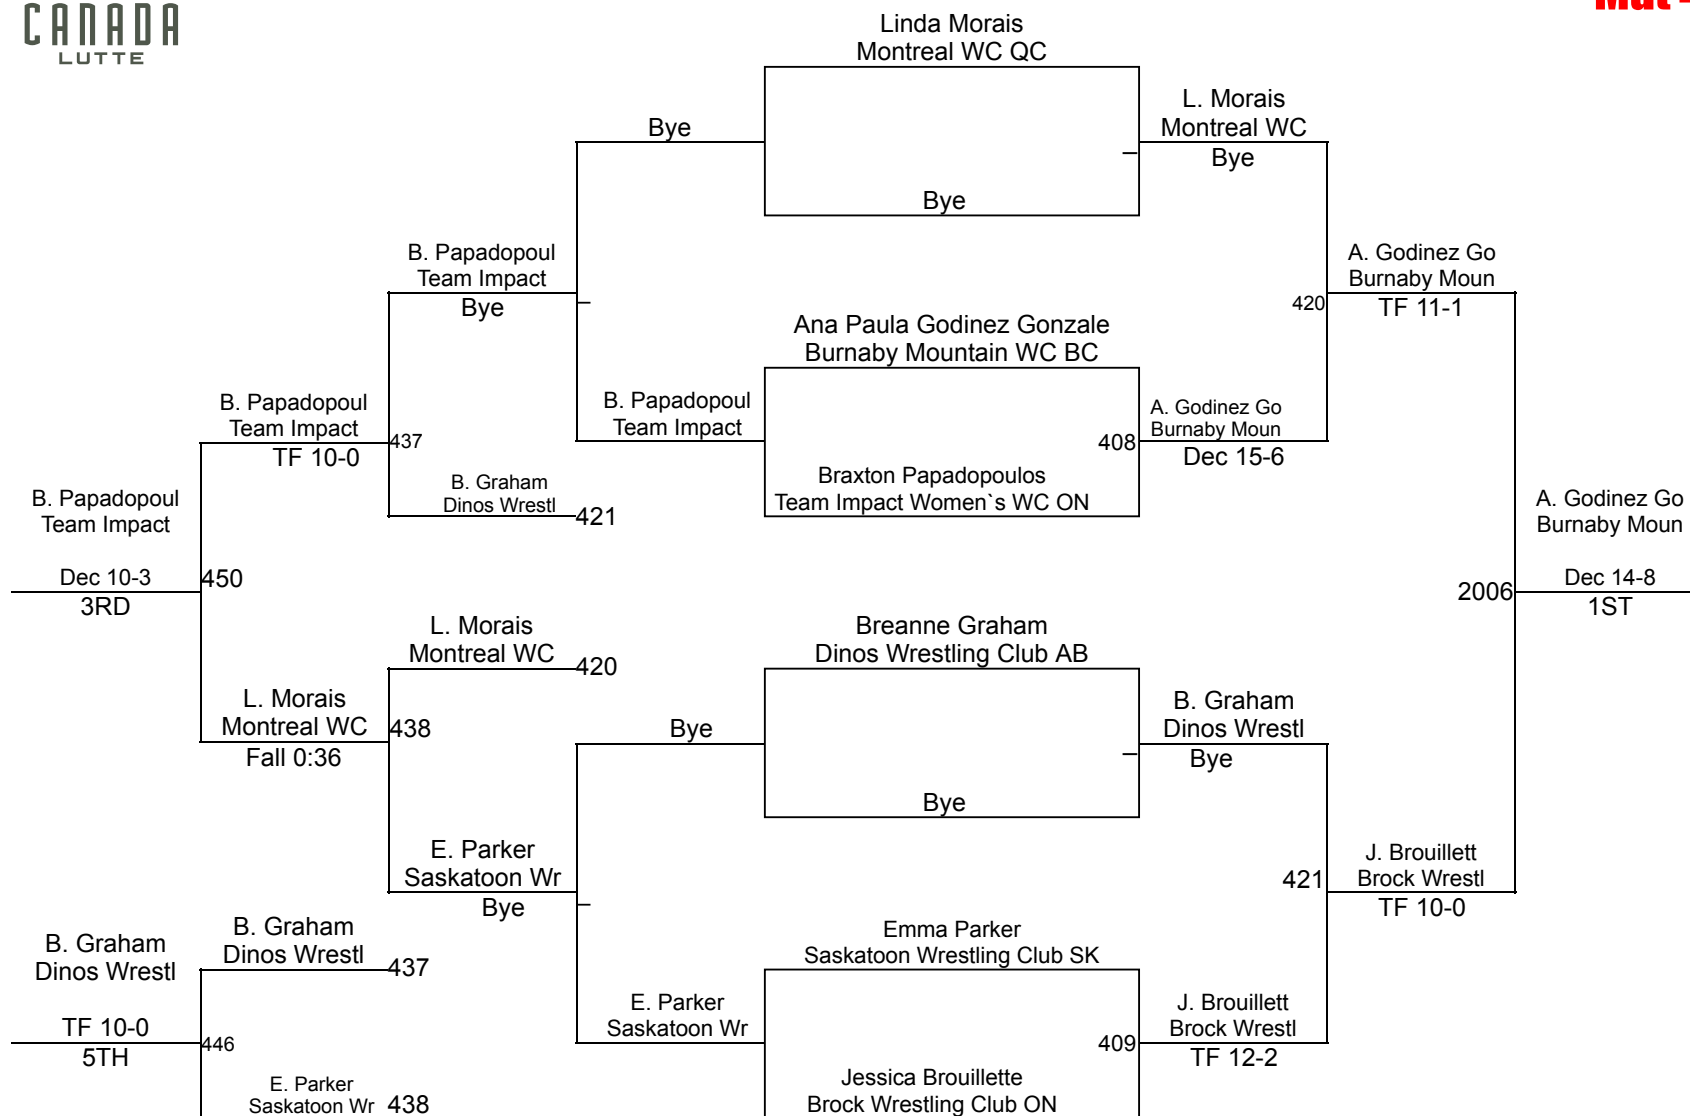 CANADA
LUTTE
Linda Morais
Montreal WC QC
Bye
L. Morais
Montreal WC
Bye
Bye
B. Papadopoul
Team Impact
Bye
A. Godinez Go
Burnaby Moun
420
TF 11-1
Ana Paula Godinez Gonzale
Burnaby Mountain WC BC
B. Papadopoul
Team Impact
437
TF 10-0
B. Papadopoul
Team Impact
A. Godinez Go
Burnaby Moun
408
Dec 15-6
Braxton Papadopoulos
Team Impact Women`s WC ON
B. Graham
Dinos Wrestl
421
B. Papadopoul
Team Impact
Dec 10-3
450
3RD
A. Godinez Go
Burnaby Moun
2006
Dec 14-8
1ST
L. Morais
Montreal WC
420
Breanne Graham
Dinos Wrestling Club AB
L. Morais
Montreal WC
438
Fall 0:36
Bye
B. Graham
Dinos Wrestl
Bye
Bye
E. Parker
Saskatoon Wr
Bye
J. Brouillett
421
Brock Wrestl
TF 10-0
B. Graham
Dinos Wrestl
B. Graham
Dinos Wrestl
437
Emma Parker
Saskatoon Wrestling Club SK
E. Parker
Saskatoon Wr
J. Brouillett
Brock Wrestl
409
TF 12-2
TF 10-0
446
5TH
E. Parker
Saskatoon Wr
438
Jessica Brouillette
Brock Wrestling Club ON